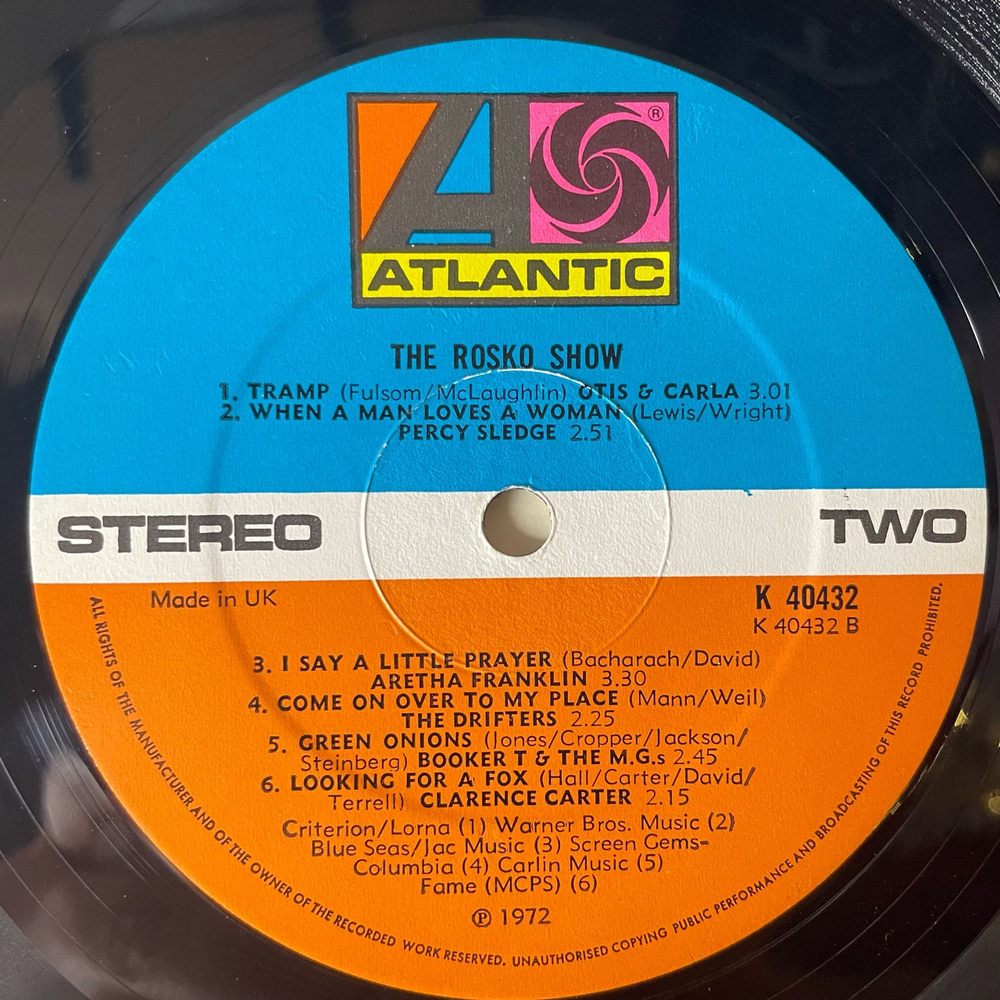 A ®
ATLANTIC
THE ROSKO SHOW
1. TRAMP (Fulsom/McLaughlin) OTIS & CARLA 3.01
2. WHEN A MAN LOVES A WOMAN (Lewis/Wright)
PERCY SLEDGE 2.51
STEREO TWO
Made in UK
K 40432
K 40432 B
3. I SAY A LITTLE PRAYER (Bacharach/David)
ARETHA FRANKLIN 3.30
4. COME ON OVER TO MY PLACE (Mann/Weil)
THE DRIFTERS 2.25
5. GREEN ONIONS (Jones/Cropper/Jackson/
Steinberg) BOOKER T & THE M.G.s 2.45
6. LOOKING FOR A FOX (Hall/Carter/David/
Terrell) CLARENCE CARTER 2.15
Criterion/Lorna (1) Warner Bros. Music (2)
Blue Seas/Jac Music (3) Screen Gems-
Columbia (4) Carlin Music (5)
Fame (MCPS) (6)
℗ 1972
ALL RIGHTS OF THE MANUFACTURER AND OF THE OWNER OF THE RECORDED WORK RESERVED. UNAUTHORISED COPYING PUBLIC PERFORMANCE AND BROADCASTING OF THIS RECORD PROHIBITED.